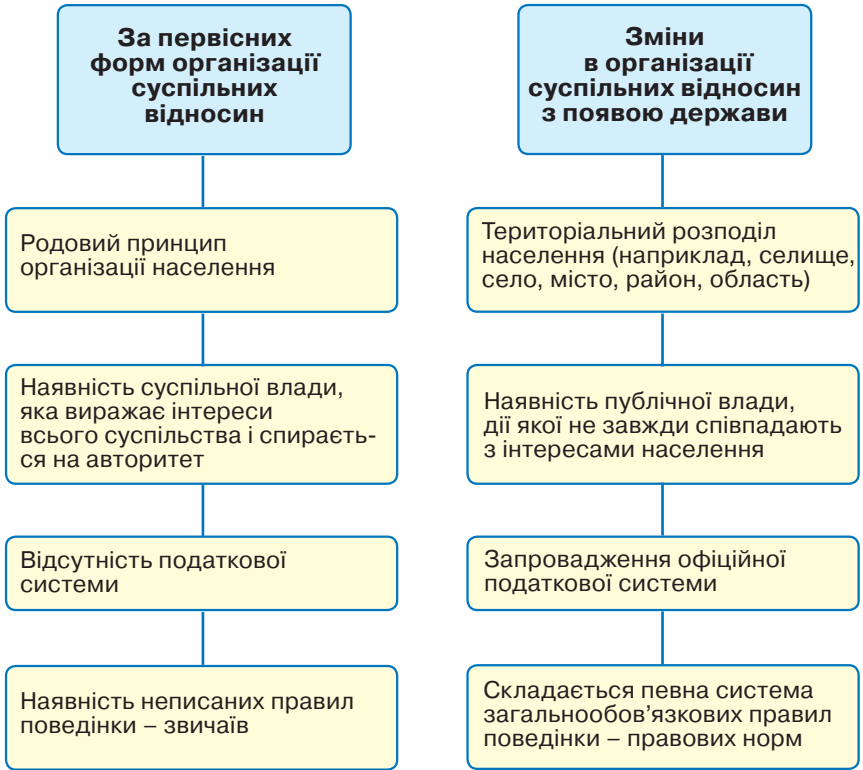 За первісних
форм організації
суспільних
відносин
Родовий принцип
організації населення
Наявність суспільної влади,
яка виражає інтереси
всього суспільства і спираєть-
ся на авторитет
Відсутність податкової
системи
Наявність неписаних правил
поведінки – звичаїв
Зміни
в організації
суспільних відносин
з появою держави
Територіальний розподіл
населення (наприклад, селище,
село, місто, район, область)
Наявність публічної влади,
дії якої не завжди співпадають
з інтересами населення
Запровадження офіційної
податкової системи
Складається певна система
загальнообов’язкових правил
поведінки – правових норм